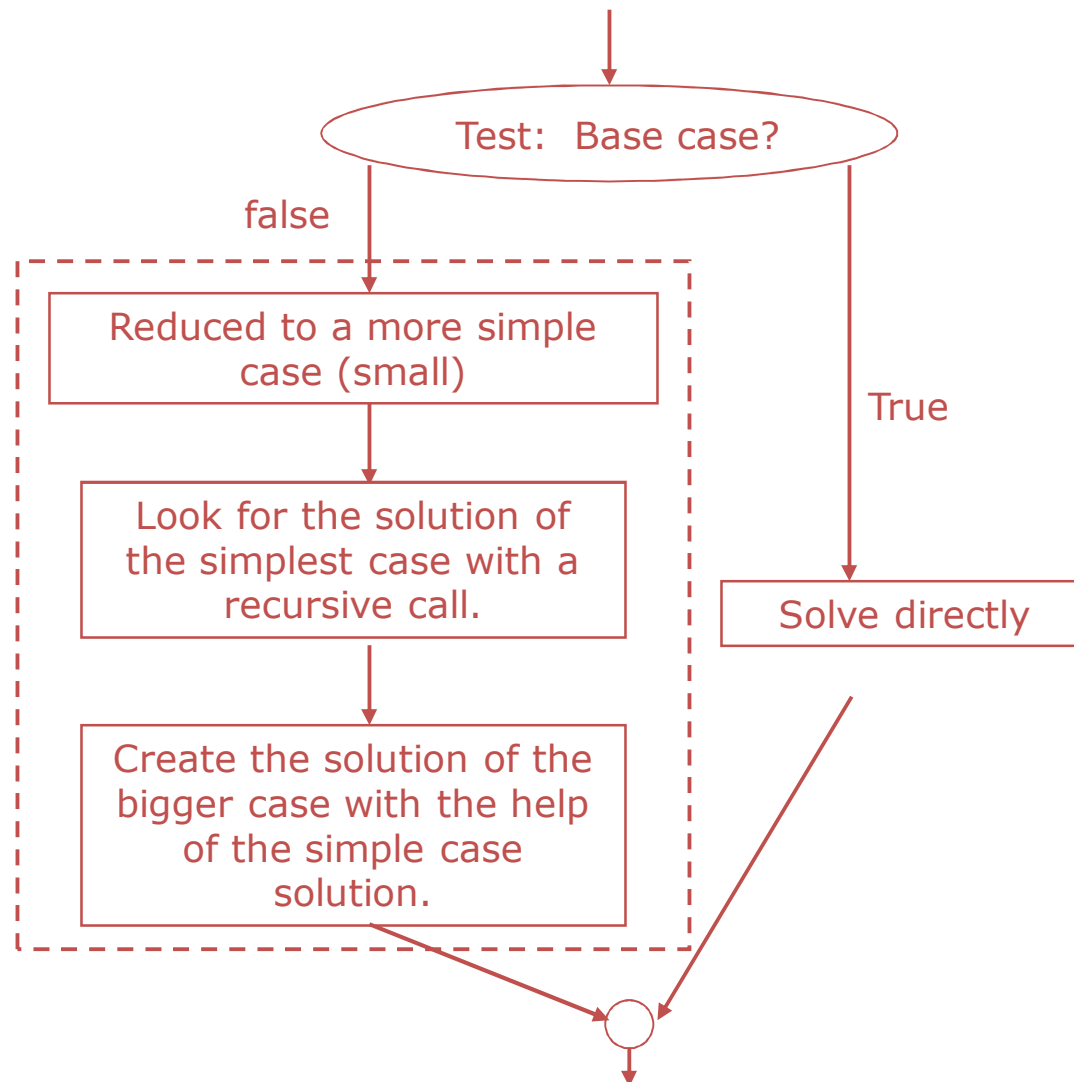 Test: Base case?
false
Reduced to a more simple
case (small)
True
Look for the solution of
the simplest case with a
recursive call.
Solve directly
Create the solution of the
bigger case with the help
of the simple case
solution.